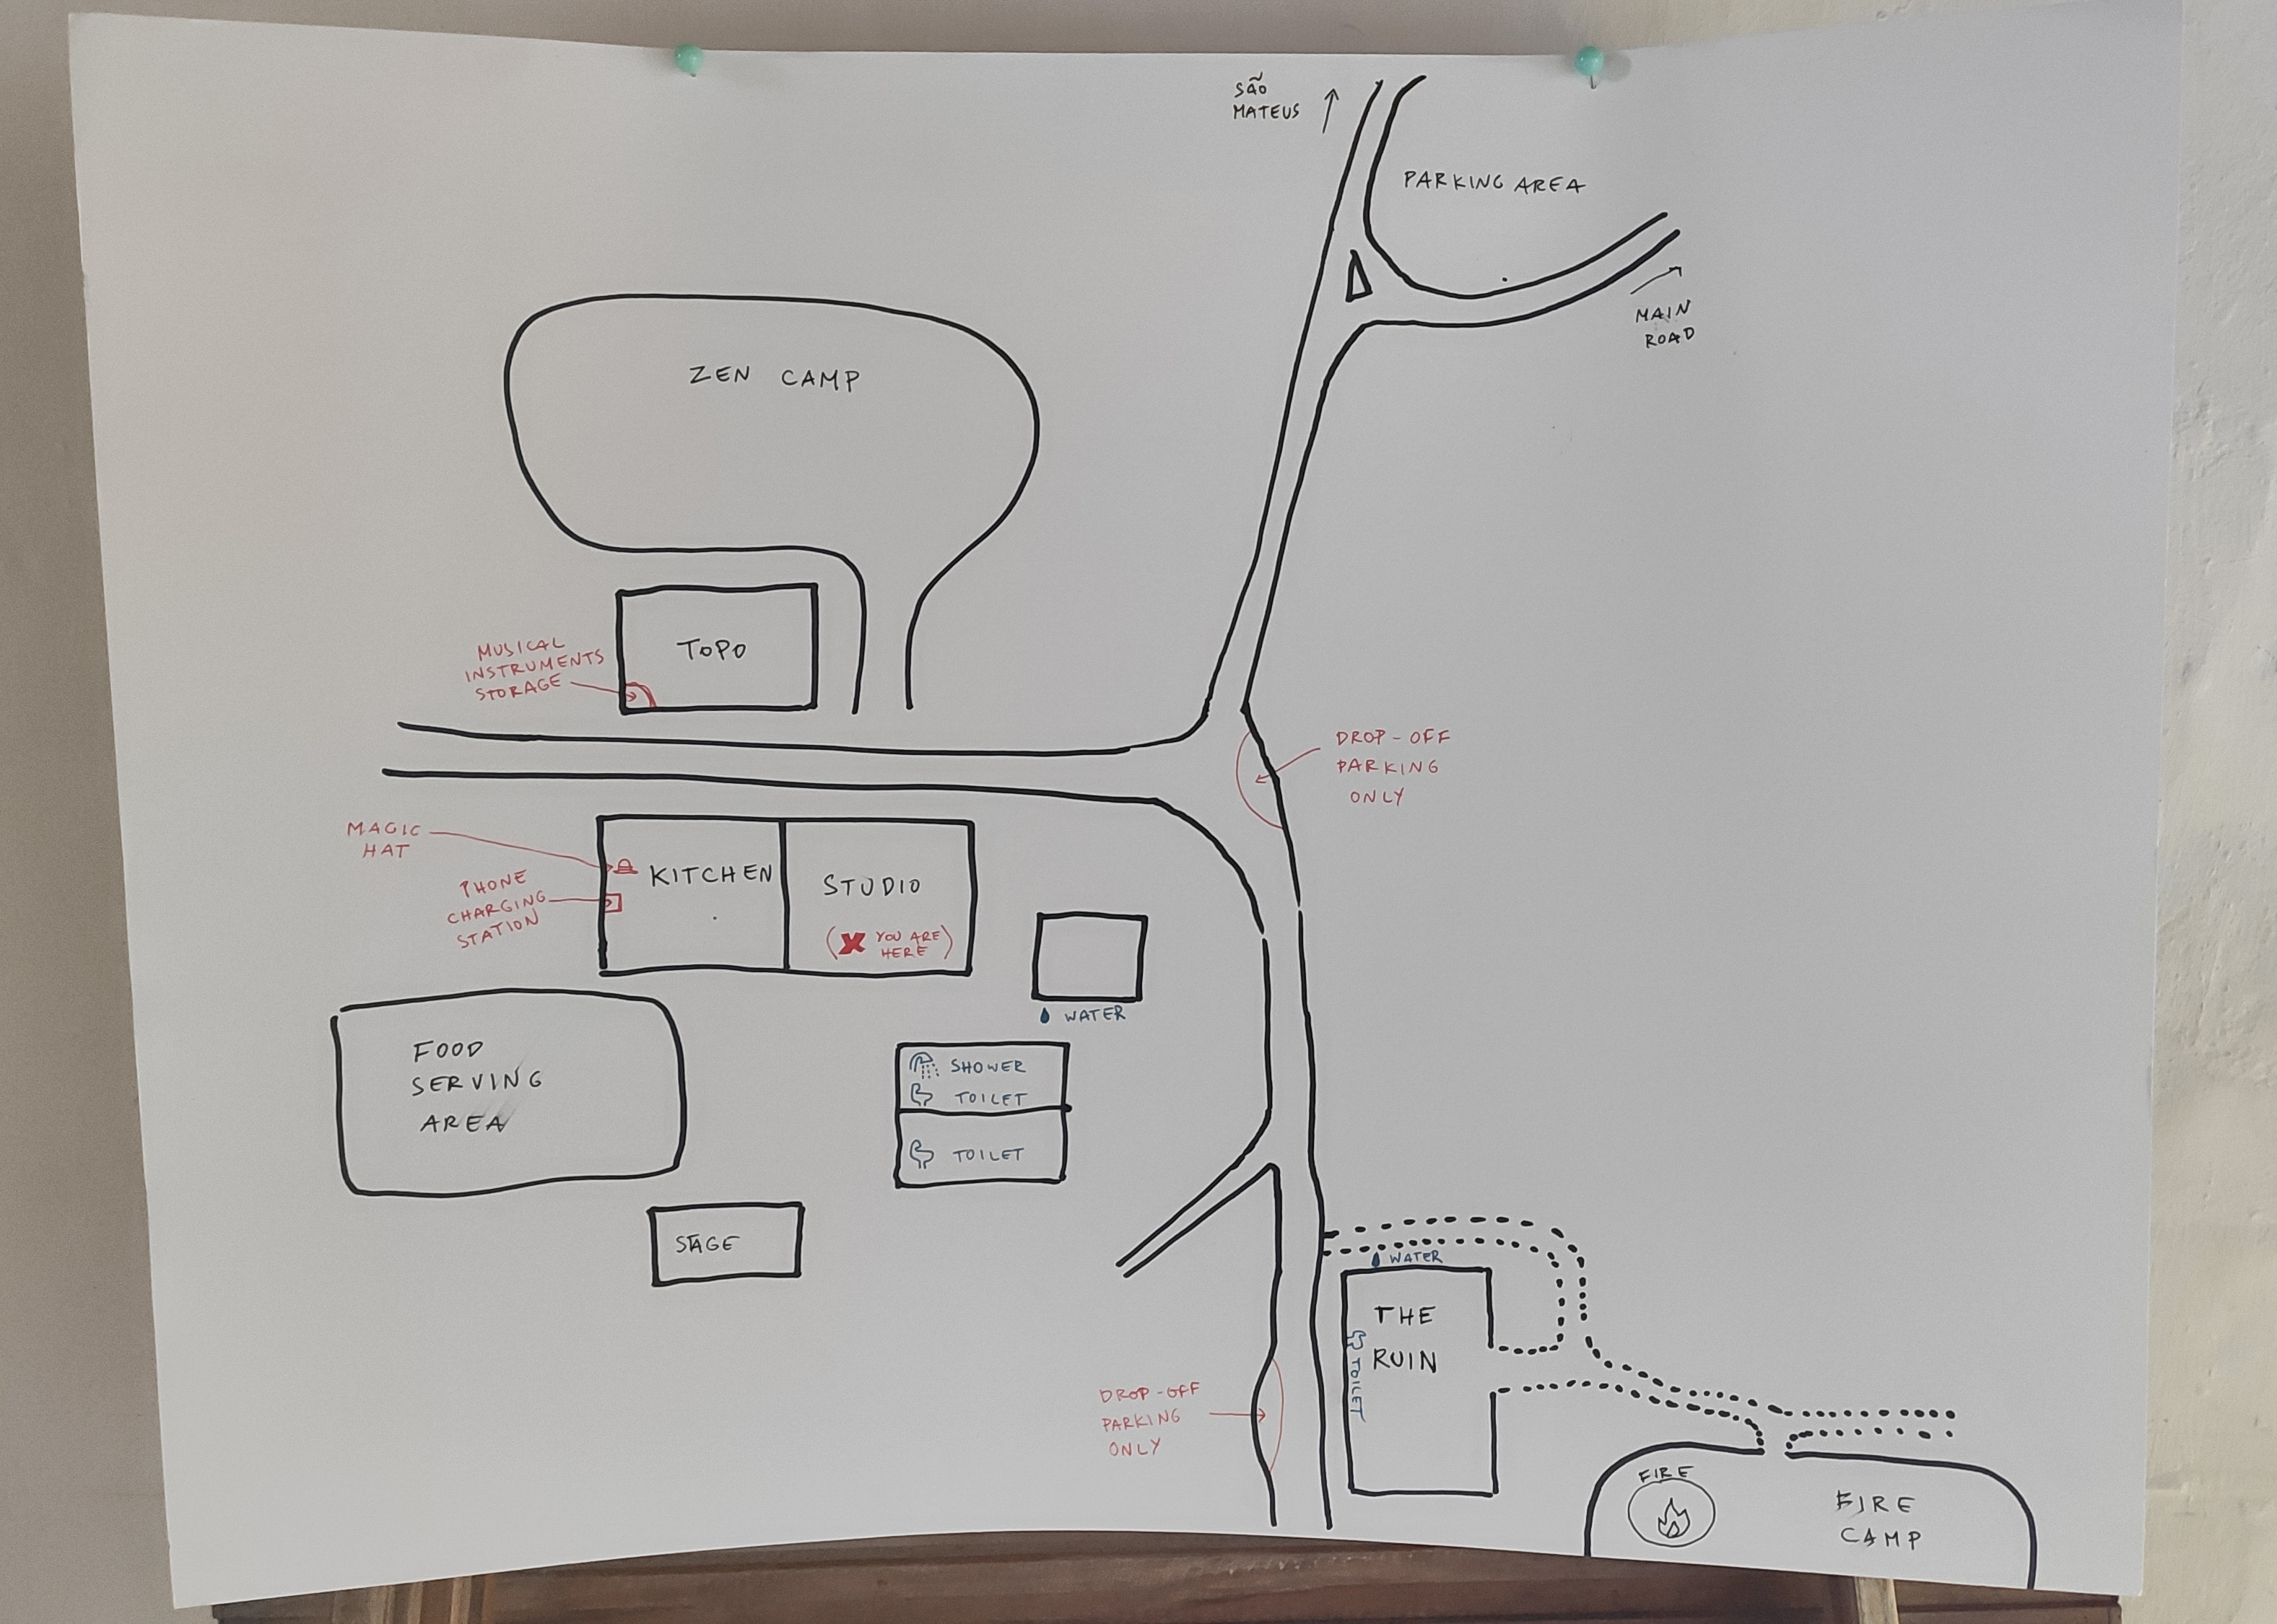 SÃO
MATEUS
PARKING AREA
MAIN
ROAD
ZEN CAMP
TOPO
MUSICAL
INSTRUMENTS
STORAGE
DROP-OFF
PARKING
ONLY
MAGIC
HAT
PHONE
CHARGING
STATION
KITCHEN
STUDIO
(X YOU ARE
HERE)
WATER
FOOD
SERVING
AREA
SHOWER
TOILET
TOILET
STAGE
WATER
THE
RUIN
TOILET
DROP-OFF
PARKING
ONLY
FIRE
FIRE
CAMP